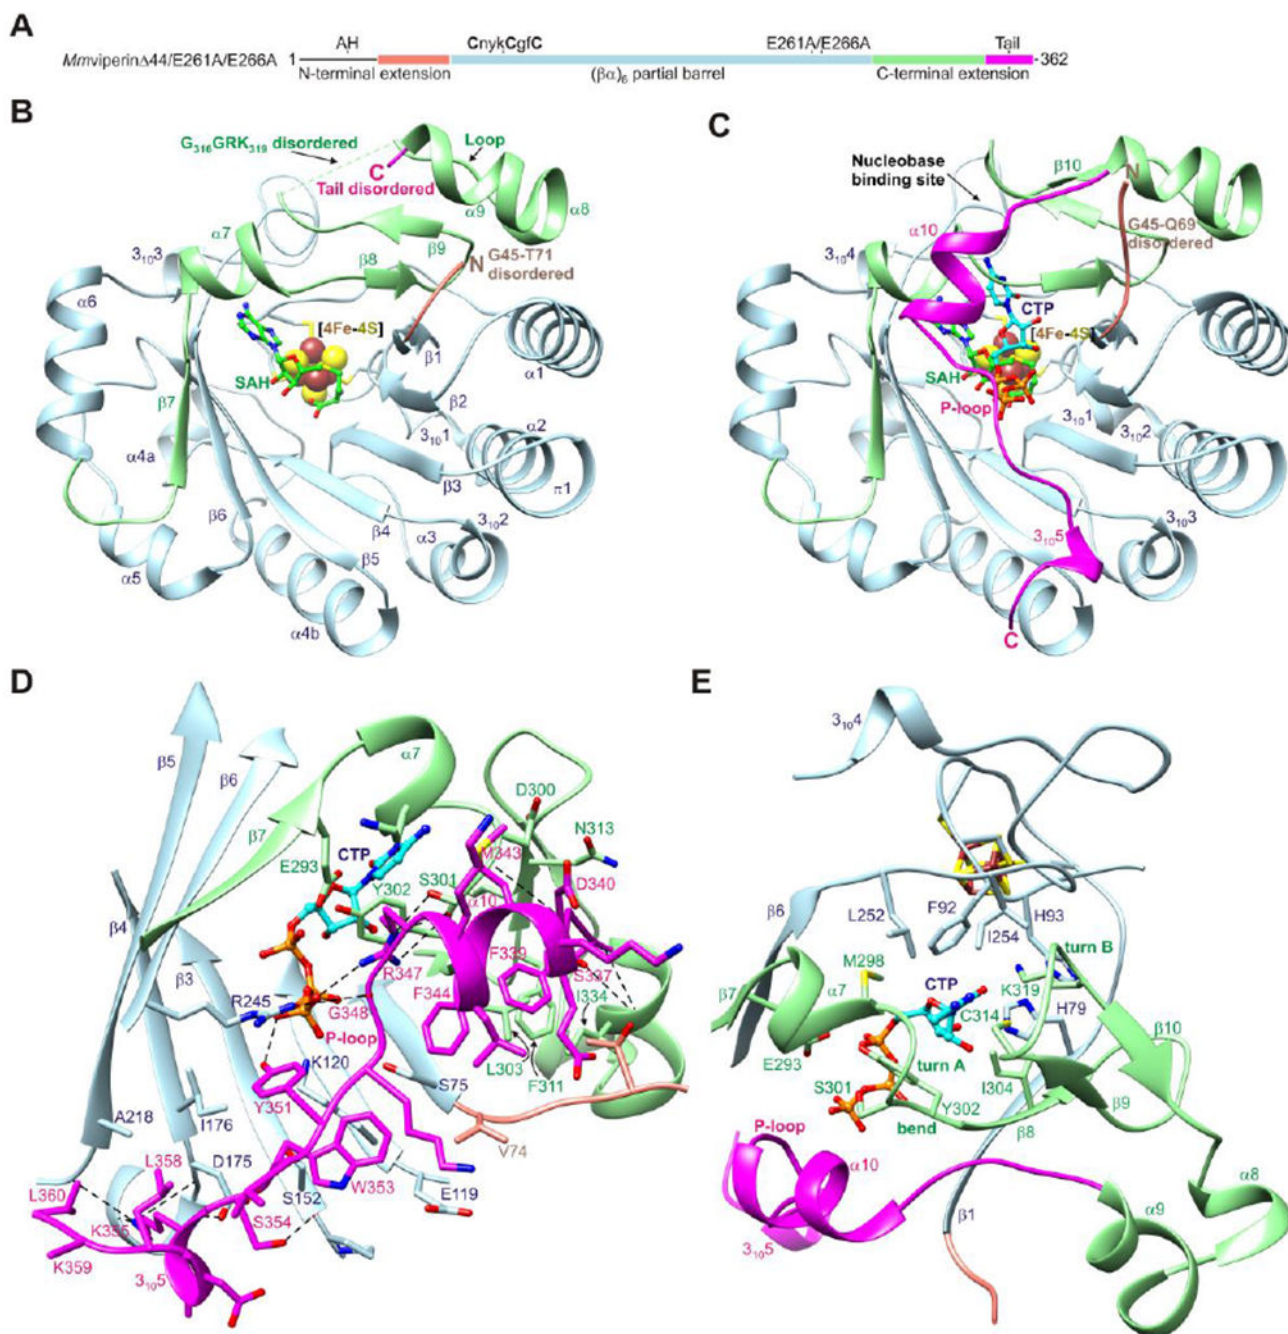 A
AH
CnykCgfC
E261A/E266A
Tail
MmviperinΔ44/E261A/E266A
1
-362
N-terminal extension
(βα)₆ partial barrel
C-terminal extension
B
G₃₁₆GRK₃₁₉ disordered
Loop
C
Tail disordered
α9
α8
α7
β9
N
G45-T71
disordered
3₁₀3
β8
α6
[4Fe-4S]
β1
α1
SAH
β7
β2
3₁₀1
α2
α4a
β3
π1
β6
β4
α3
3₁₀2
α5
β5
α4b
C
β10
N
Nucleobase
binding site
α10
G45-Q69
disordered
3₁₀4
CTP
[4Fe-4S]
SAH
P-loop
3₁₀1
3₁₀2
3₁₀5
3₁₀3
C
D
β5
β6
α7
D300
β7
N313
CTP
M343
E293
D340
Y302
S301
α10
β4
F339
β3
S337
R347
R245
F344
I334
G348
P-loop
K120
L303
F311
S75
Y351
A218
I176
V74
L358
D175
W353
L360
S152
E119
K355
S354
K359
3₁₀5
E
3₁₀4
β6
L252
F92
H93
I254
turn B
M298
CTP
K319
β7
α7
C314
H79
β10
E293
turn A
S301
I304
Y302
β9
P-loop
bend
β8
α10
α8
β1
α9
3₁₀5